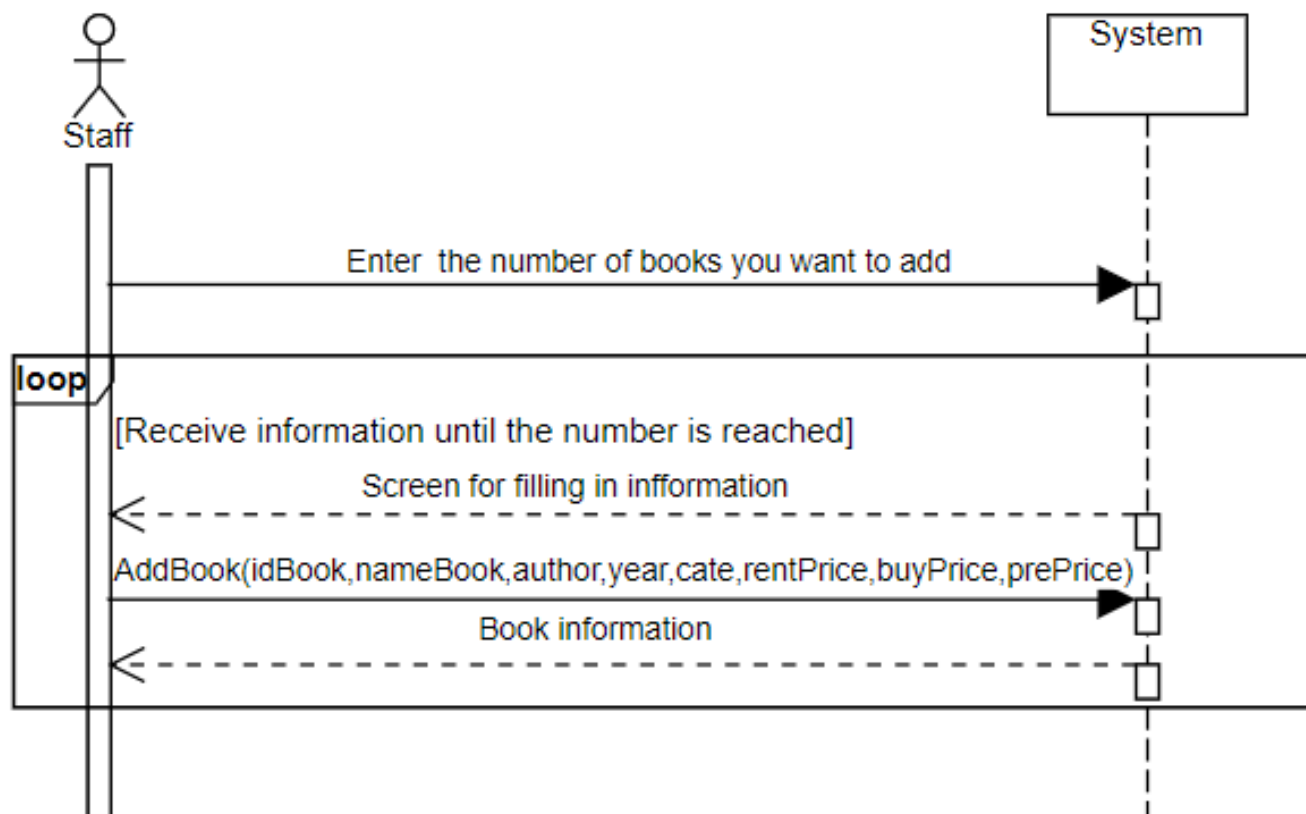 System
Staff
Enter  the number of books you want to add
loop
[Receive information until the number is reached]
Screen for filling in infformation
AddBook(idBook,nameBook,author,year,cate,rentPrice,buyPrice,prePrice)
Book information